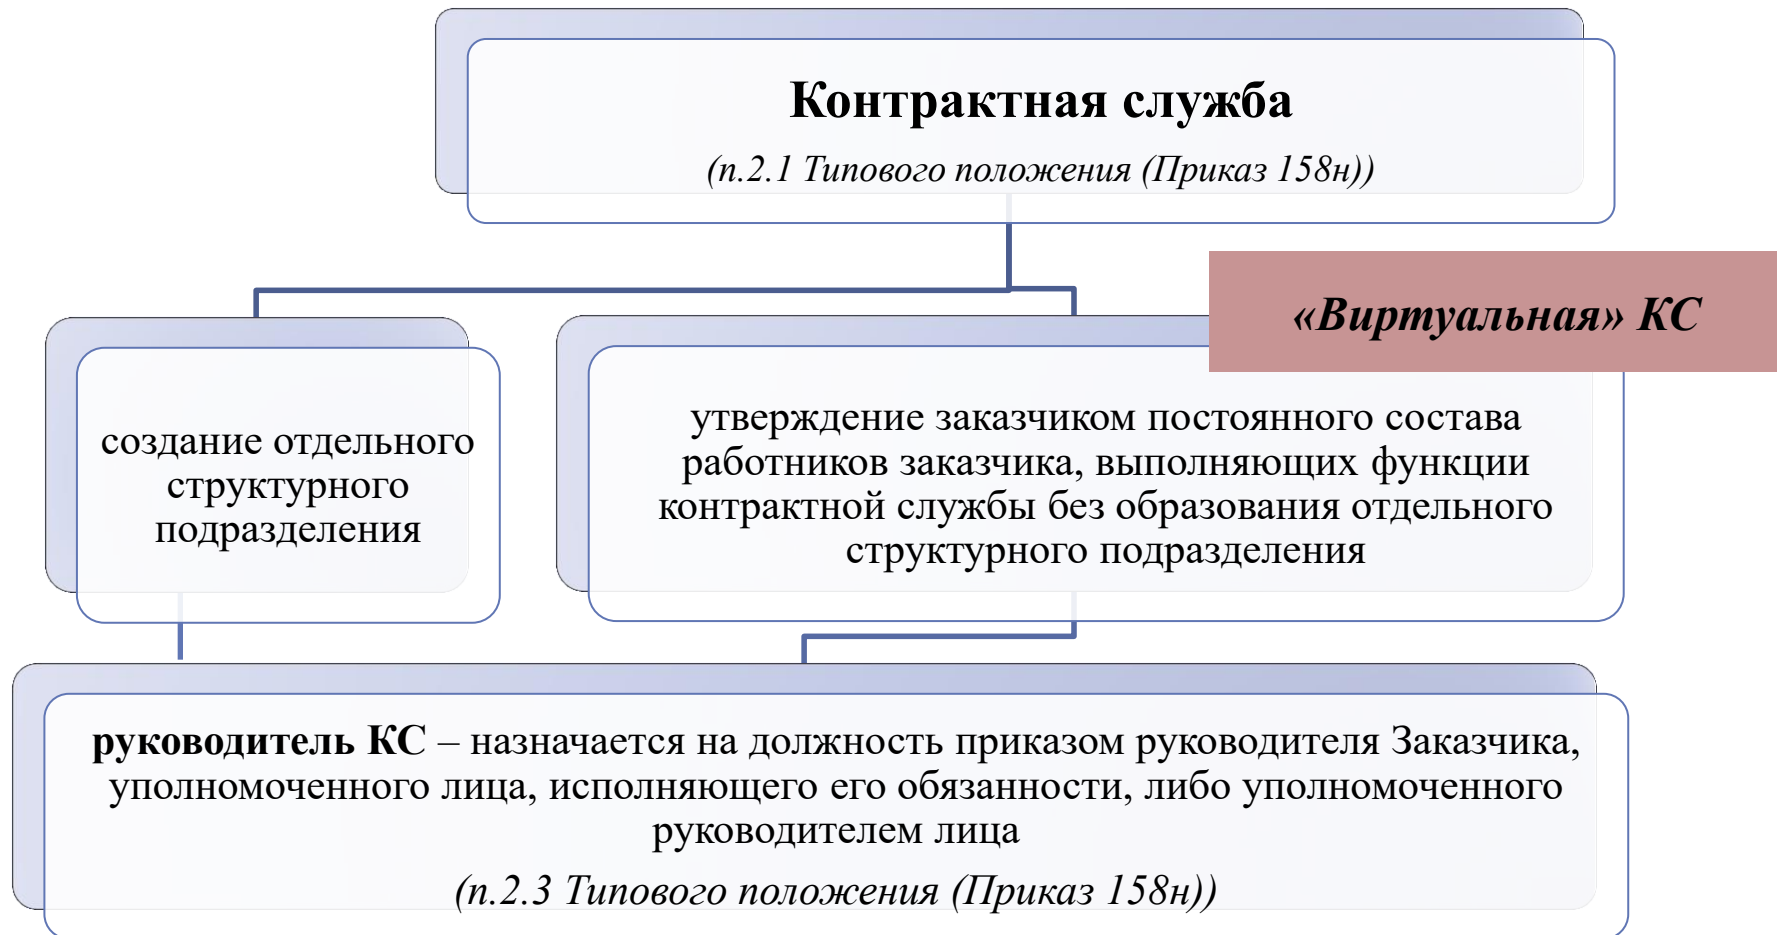 Контрактная служба
(п.2.1 Типового положения (Приказ 158н))
«Виртуальная» КС
создание отдельного
структурного
подразделения
утверждение заказчиком постоянного состава
работников заказчика, выполняющих функции
контрактной службы без образования отдельного
структурного подразделения
руководитель КС – назначается на должность приказом руководителя Заказчика,
уполномоченного лица, исполняющего его обязанности, либо уполномоченного
руководителем лица
(п.2.3 Типового положения (Приказ 158н))